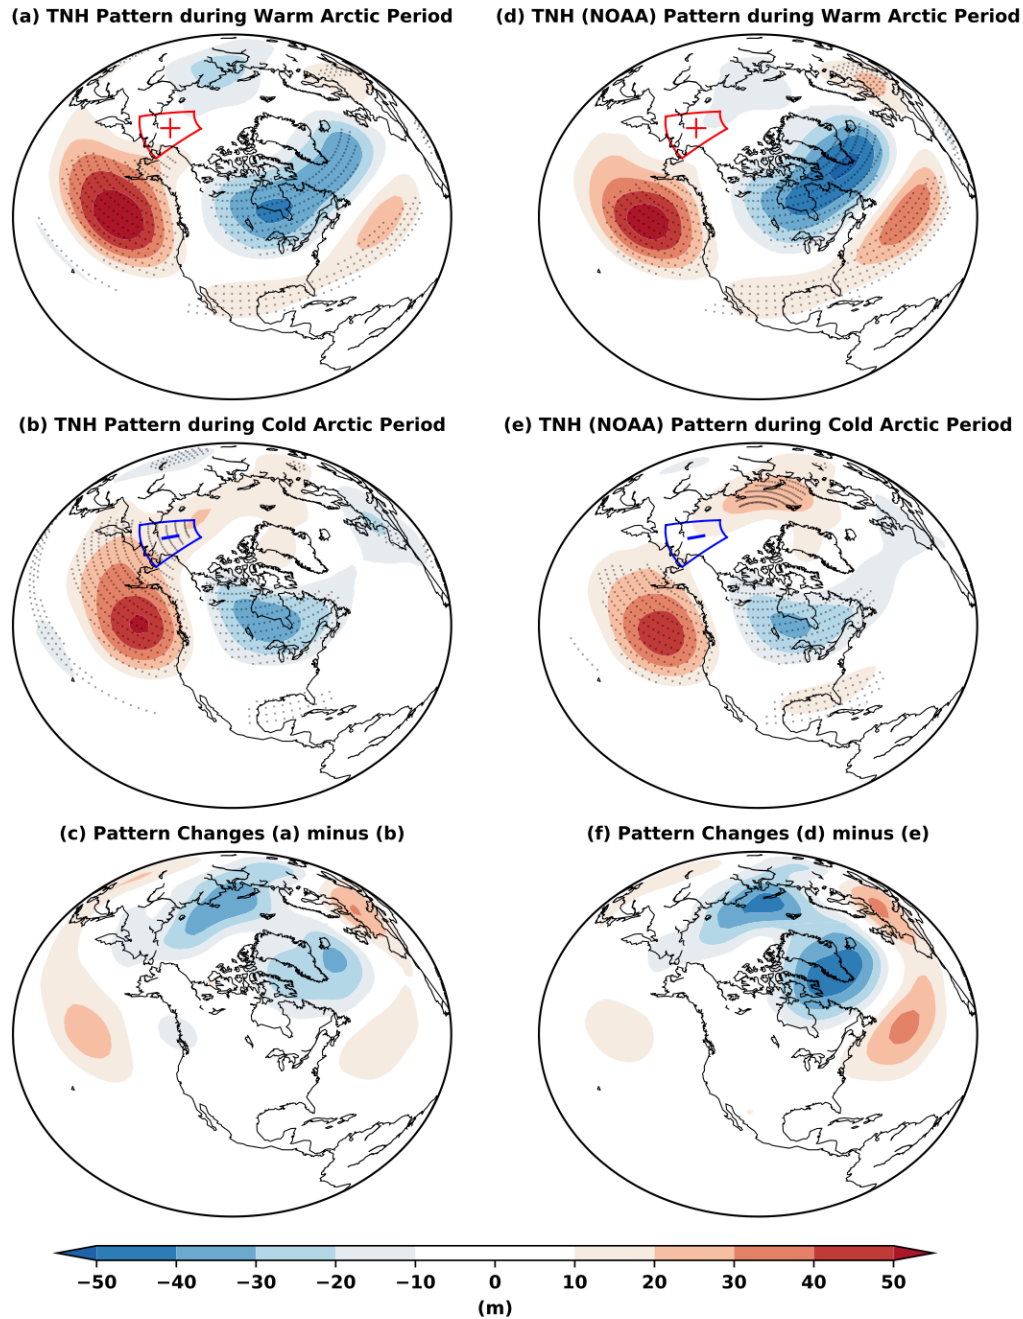 (a) TNH Pattern during Warm Arctic Period
(d) TNH (NOAA) Pattern during Warm Arctic Period
(b) TNH Pattern during Cold Arctic Period
(e) TNH (NOAA) Pattern during Cold Arctic Period
(c) Pattern Changes (a) minus (b)
(f) Pattern Changes (d) minus (e)
−50 −40 −30 −20 −10 0 10 20 30 40 50
(m)